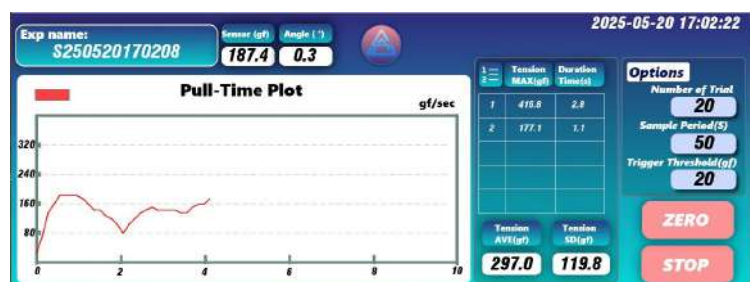 2025-05-20 17:02:22
Exp name:
S250520170208
Sensor (gf)
187.4
Angle (°)
0.3
Pull-Time Plot
gf/sec
320
240
160
80
0 2 4 6 8 10
1 2
Tension MAX(gf)
Duration Time(s)
1 415.8 2.8
2 177.1 1.1
Tension AVE(gf)
297.0
Tension SD(gf)
119.8
Options
Number of Trial
20
Sample Period(S)
50
Trigger Threshold(gf)
20
ZERO
STOP